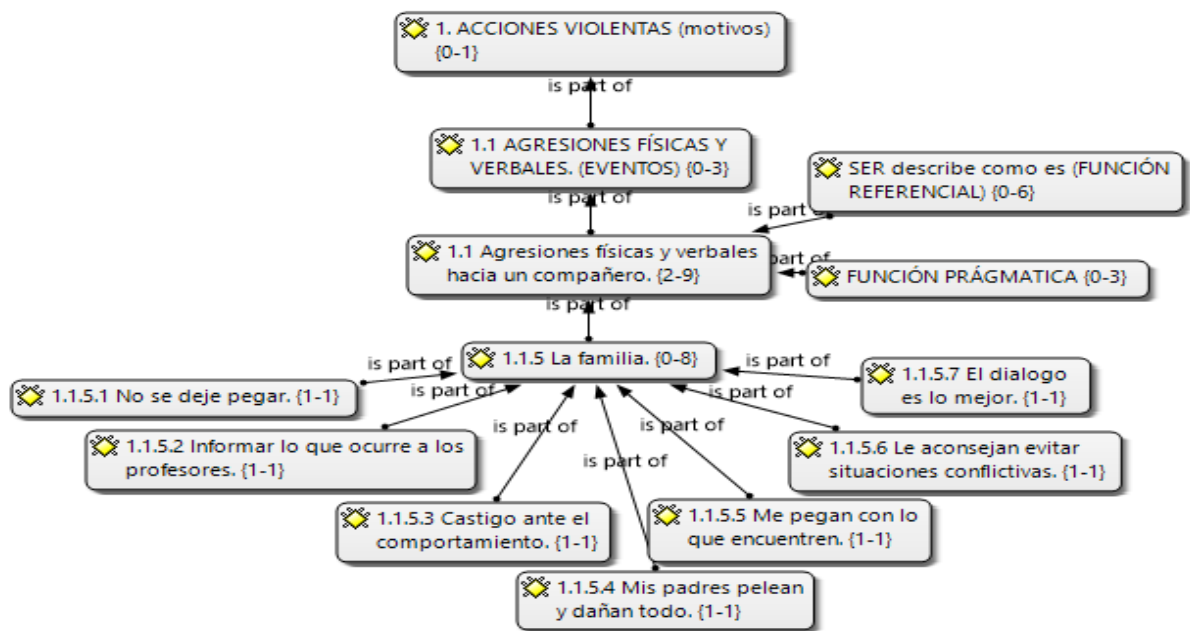 1. ACCIONES VIOLENTAS (motivos)
{0-1}
is part of
1.1 AGRESIONES FÍSICAS Y
VERBALES. (EVENTOS) {0-3}
SER describe como es (FUNCIÓN
REFERENCIAL) {0-6}
is part of
is part of
1.1 Agresiones físicas y verbales
hacia un compañero. {2-9}
part of
FUNCIÓN PRÁGMATICA {0-3}
is part of
1.1.5 La familia. {0-8}
is part of
is part of
1.1.5.1 No se deje pegar. {1-1}
is part of
is part of
1.1.5.7 El dialogo
es lo mejor. {1-1}
1.1.5.2 Informar lo que ocurre a los
profesores. {1-1}
is part of
is part of
is part of
1.1.5.6 Le aconsejan evitar
situaciones conflictivas. {1-1}
1.1.5.3 Castigo ante el
comportamiento. {1-1}
1.1.5.5 Me pegan con lo
que encuentren. {1-1}
1.1.5.4 Mis padres pelean
y dañan todo. {1-1}